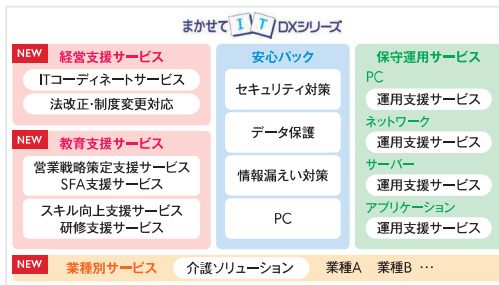 まかせてIT DXシリーズ
NEW 経営支援サービス
ITコーディネートサービス
法改正・制度変更対応
NEW 教育支援サービス
営業戦略策定支援サービス
SFA支援サービス
スキル向上支援サービス
研修支援サービス
安心パック
セキュリティ対策
データ保護
情報漏えい対策
PC
保守運用サービス
PC
運用支援サービス
ネットワーク
運用支援サービス
サーバー
運用支援サービス
アプリケーション
運用支援サービス
NEW 業種別サービス 介護ソリューション 業種A 業種B …